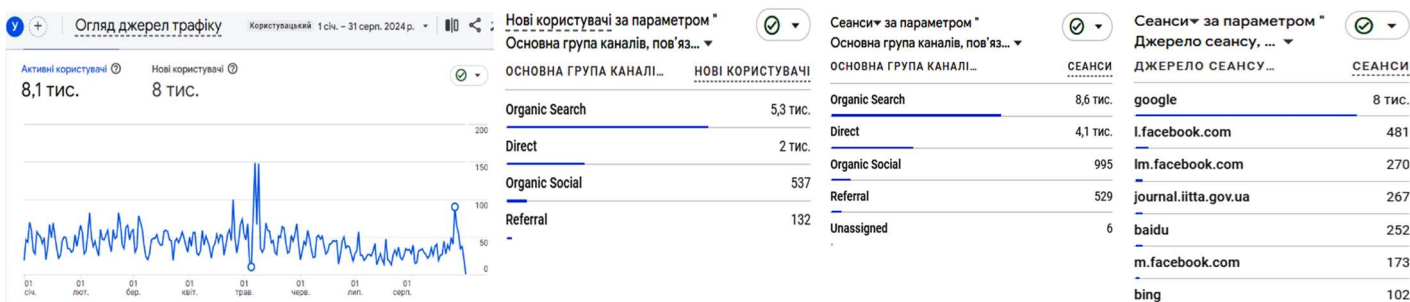 У
+
Огляд джерел трафіку
Користувацький 1 січ. – 31 серп. 2024 р.
Активні користувачі
8,1 тис.
Нові користувачі
8 тис.
200
150
100
50
0
01 січ.
01 лют.
01 бер.
01 квіт.
01 трав.
01 черв.
01 лип.
01 серп.
Нові користувачі за параметром "
Основна група каналів, пов'яз...
ОСНОВНА ГРУПА КАНАЛІ... НОВІ КОРИСТУВАЧІ
Organic Search 5,3 тис.
Direct 2 тис.
Organic Social 537
Referral 132
Сеанси за параметром "
Основна група каналів, пов'яз...
ОСНОВНА ГРУПА КАНАЛІ... СЕАНСИ
Organic Search 8,6 тис.
Direct 4,1 тис.
Organic Social 995
Referral 529
Unassigned 6
Сеанси за параметром "
Джерело сеансу, ...
ДЖЕРЕЛО СЕАНСУ... СЕАНСИ
google 8 тис.
l.facebook.com 481
lm.facebook.com 270
journal.iitta.gov.ua 267
baidu 252
m.facebook.com 173
bing 102